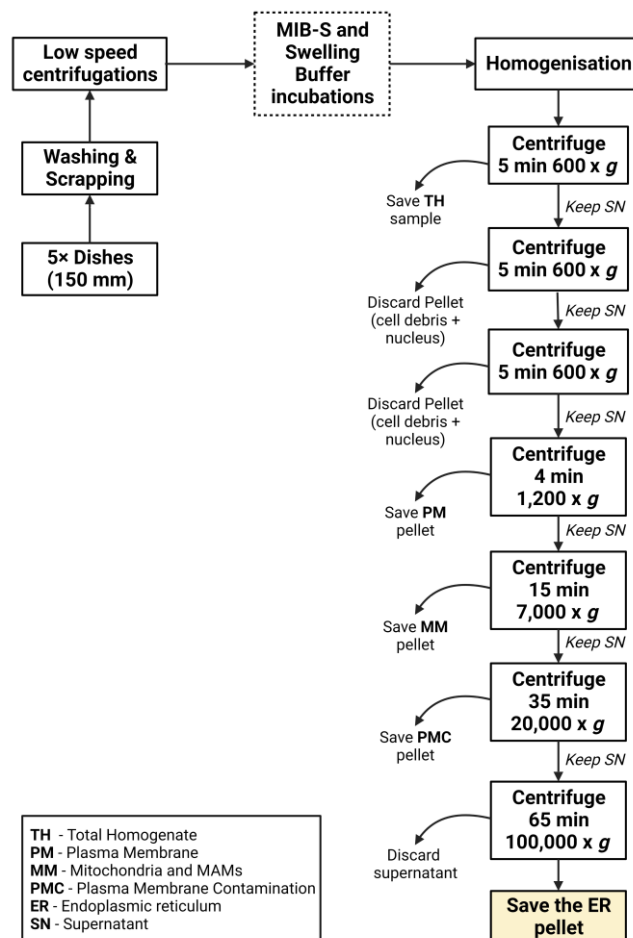 Low speed
centrifugations
MIB-S and
Swelling
Buffer
incubations
Homogenisation
Washing &
Scrapping
5× Dishes
(150 mm)
Centrifuge
5 min 600 x g
Save TH
sample
Keep SN
Centrifuge
5 min 600 x g
Discard Pellet
(cell debris +
nucleus)
Keep SN
Centrifuge
5 min 600 x g
Discard Pellet
(cell debris +
nucleus)
Keep SN
Centrifuge
4 min
1,200 x g
Save PM
pellet
Keep SN
Centrifuge
15 min
7,000 x g
Save MM
pellet
Keep SN
Centrifuge
35 min
20,000 x g
Save PMC
pellet
Keep SN
Centrifuge
65 min
100,000 x g
Discard
supernatant
Save the ER
pellet
TH - Total Homogenate
PM - Plasma Membrane
MM - Mitochondria and MAMs
PMC - Plasma Membrane Contamination
ER - Endoplasmic reticulum
SN - Supernatant